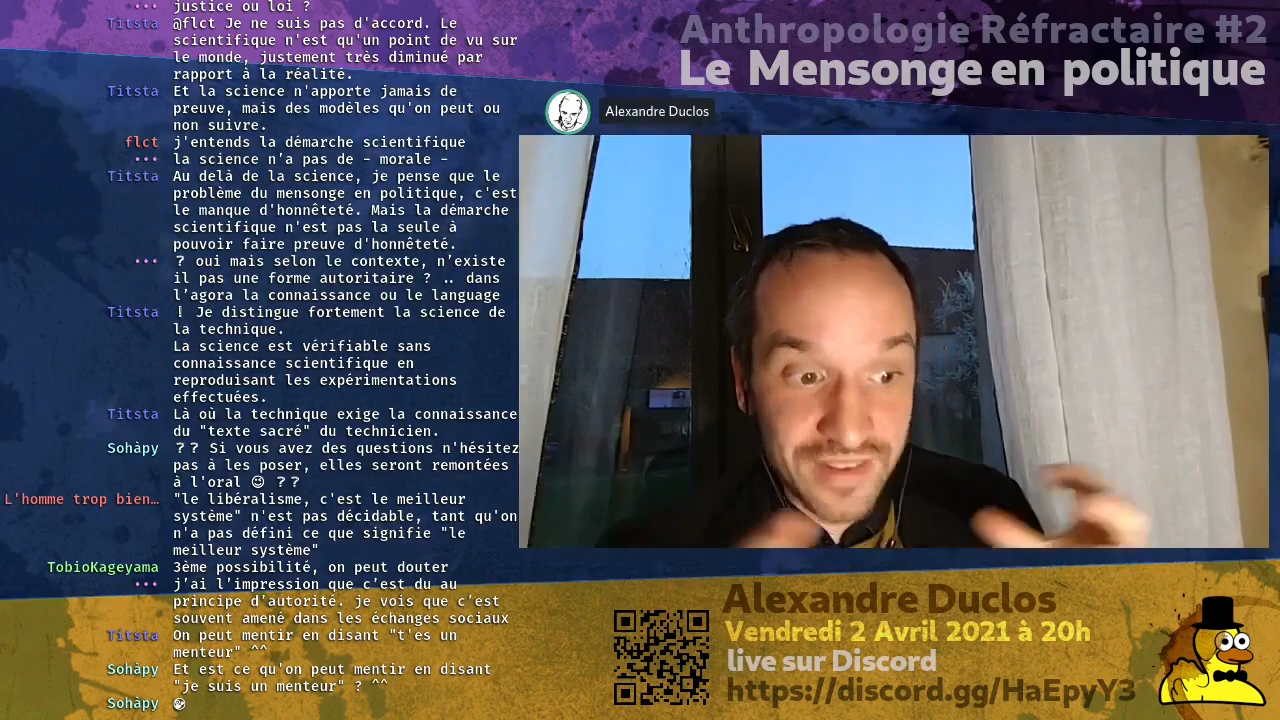 ••• justice ou loi ?
Titsta @flct Je ne suis pas d'accord. Le
scientifique n'est qu'un point de vu sur
le monde, justement très diminué par
rapport à la réalité.
Titsta Et la science n'apporte jamais de
preuve, mais des modèles qu'on peut ou
non suivre.
flct j'entends la démarche scientifique
••• la science n’a pas de - morale -
Titsta Au delà de la science, je pense que le
problème du mensonge en politique, c'est
le manque d'honnêteté. Mais la démarche
scientifique n'est pas la seule à
pouvoir faire preuve d'honnêteté.
••• ? oui mais selon le contexte, n’existe
il pas une forme autoritaire ? .. dans
l’agora la connaissance ou le language
Titsta ! Je distingue fortement la science de
la technique.
La science est vérifiable sans
connaissance scientifique en
reproduisant les expérimentations
effectuées.
Titsta Là où la technique exige la connaissance
du "texte sacré" du technicien.
Sohàpy ?? Si vous avez des questions n'hésitez
pas à les poser, elles seront remontées
à l'oral 😉 ??
L'homme trop bien… "le libéralisme, c'est le meilleur
système" n'est pas décidable, tant qu'on
n'a pas défini ce que signifie "le
meilleur système"
TobioKageyama 3ème possibilité, on peut douter
••• j’ai l’impression que c’est du au
principe d’autorité. je vois que c’est
souvent amené dans les échanges sociaux
Titsta On peut mentir en disant "t'es un
menteur" ^^
Sohàpy Et est ce qu'on peut mentir en disant
"je suis un menteur" ? ^^
Sohàpy
Anthropologie Réfractaire #2
Le Mensonge en politique
Alexandre Duclos
Alexandre Duclos
Vendredi 2 Avril 2021 à 20h
live sur Discord
https://discord.gg/HaEpyY3